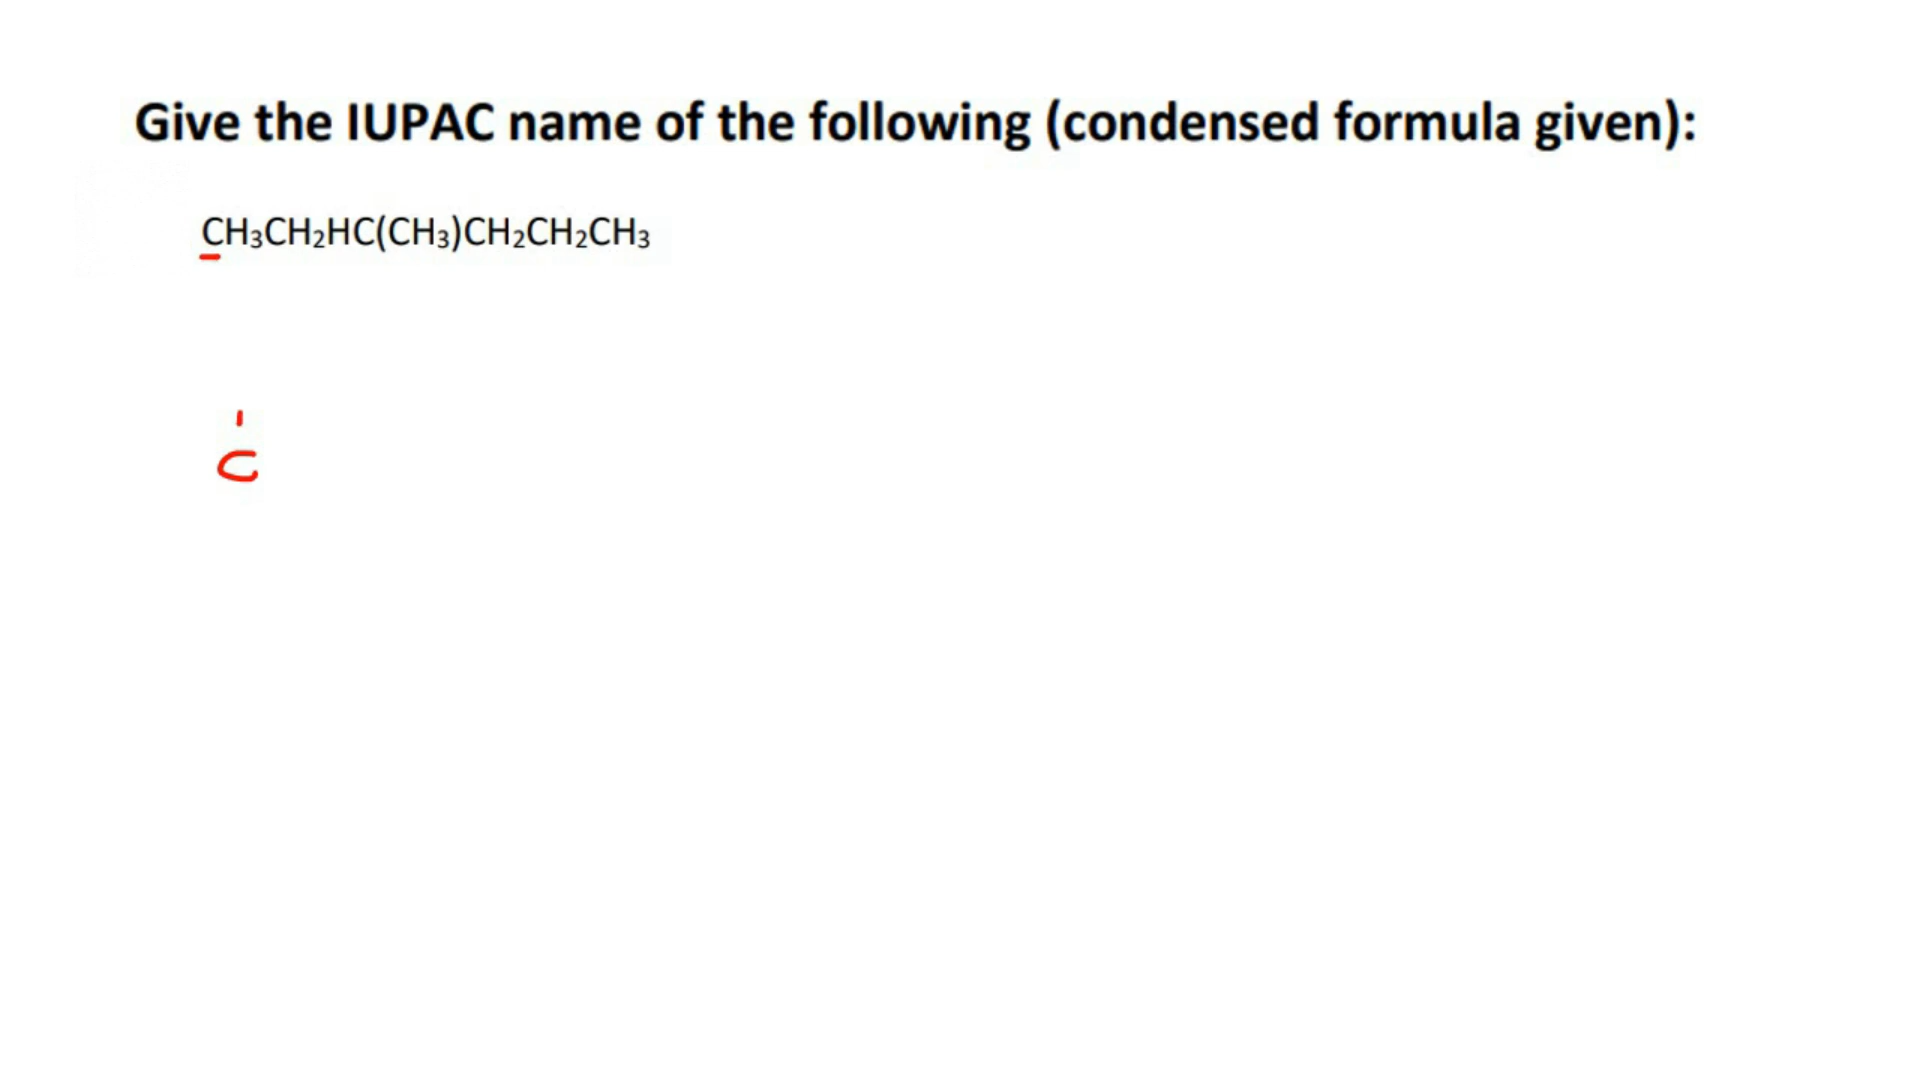 Give the IUPAC name of the following (condensed formula given):
CH₃CH₂HC(CH₃)CH₂CH₂CH₃
C